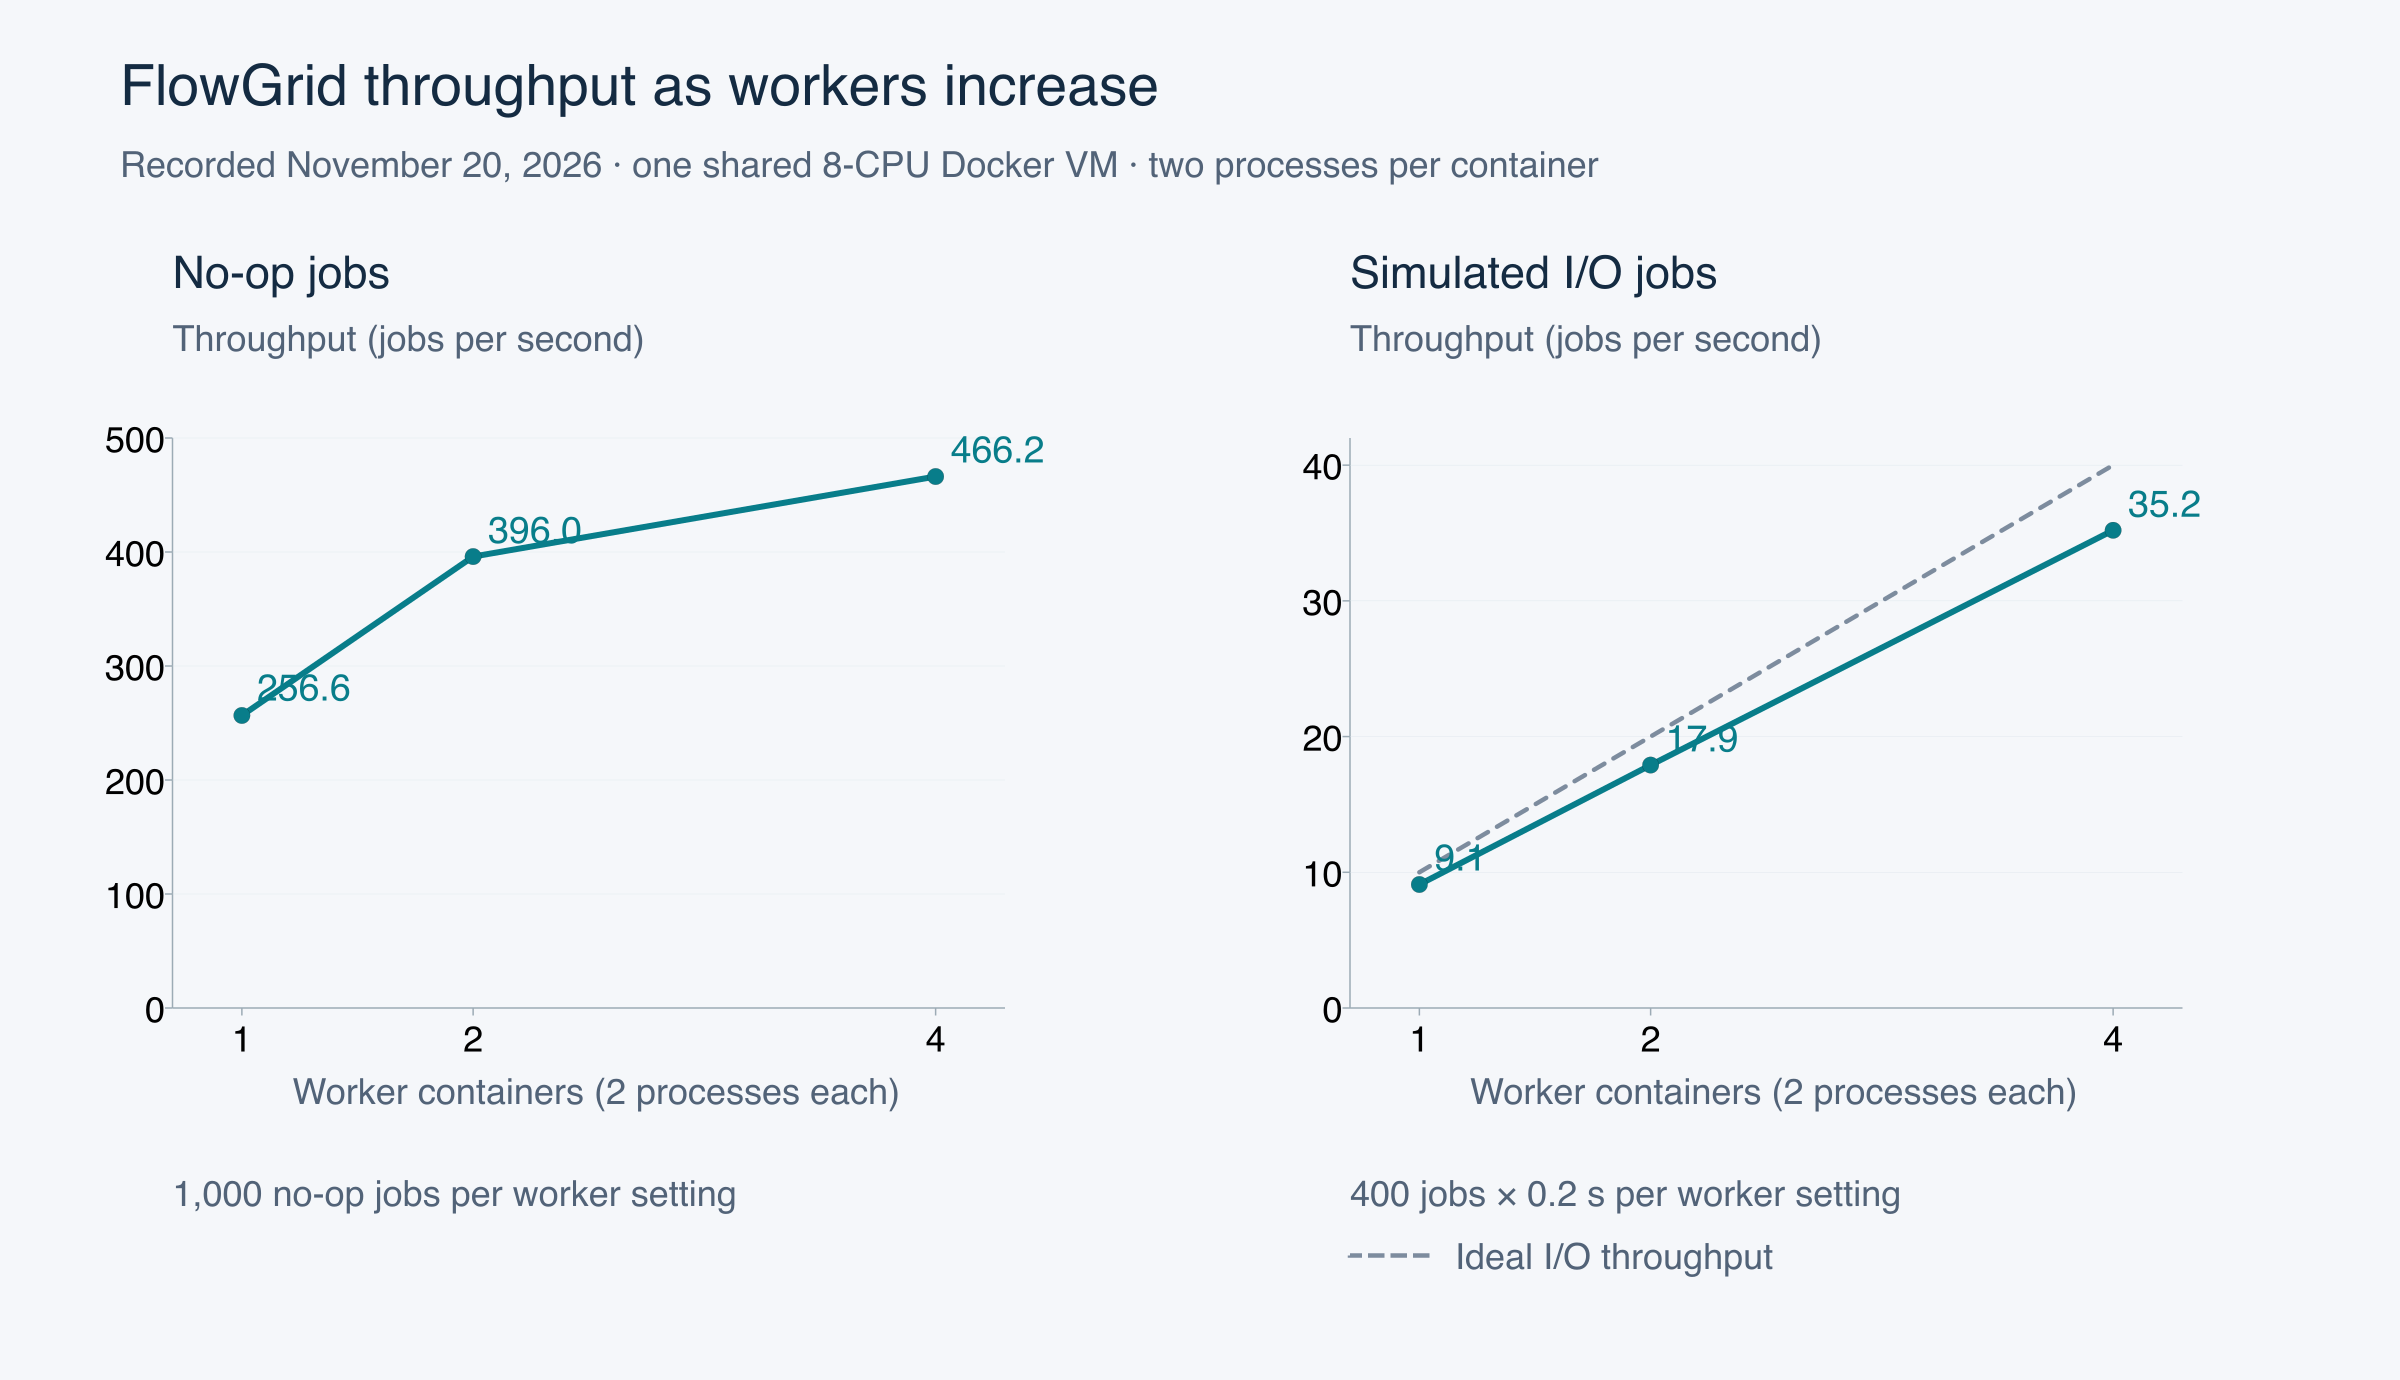 FlowGrid throughput as workers increase
Recorded November 20, 2026 · one shared 8-CPU Docker VM · two processes per container
No-op jobs
Throughput (jobs per second)
500
400
300
200
100
0
256.6
396.0
466.2
1 2 4
Worker containers (2 processes each)
1,000 no-op jobs per worker setting
Simulated I/O jobs
Throughput (jobs per second)
40
30
20
10
0
9.1
17.9
35.2
1 2 4
Worker containers (2 processes each)
400 jobs × 0.2 s per worker setting
Ideal I/O throughput